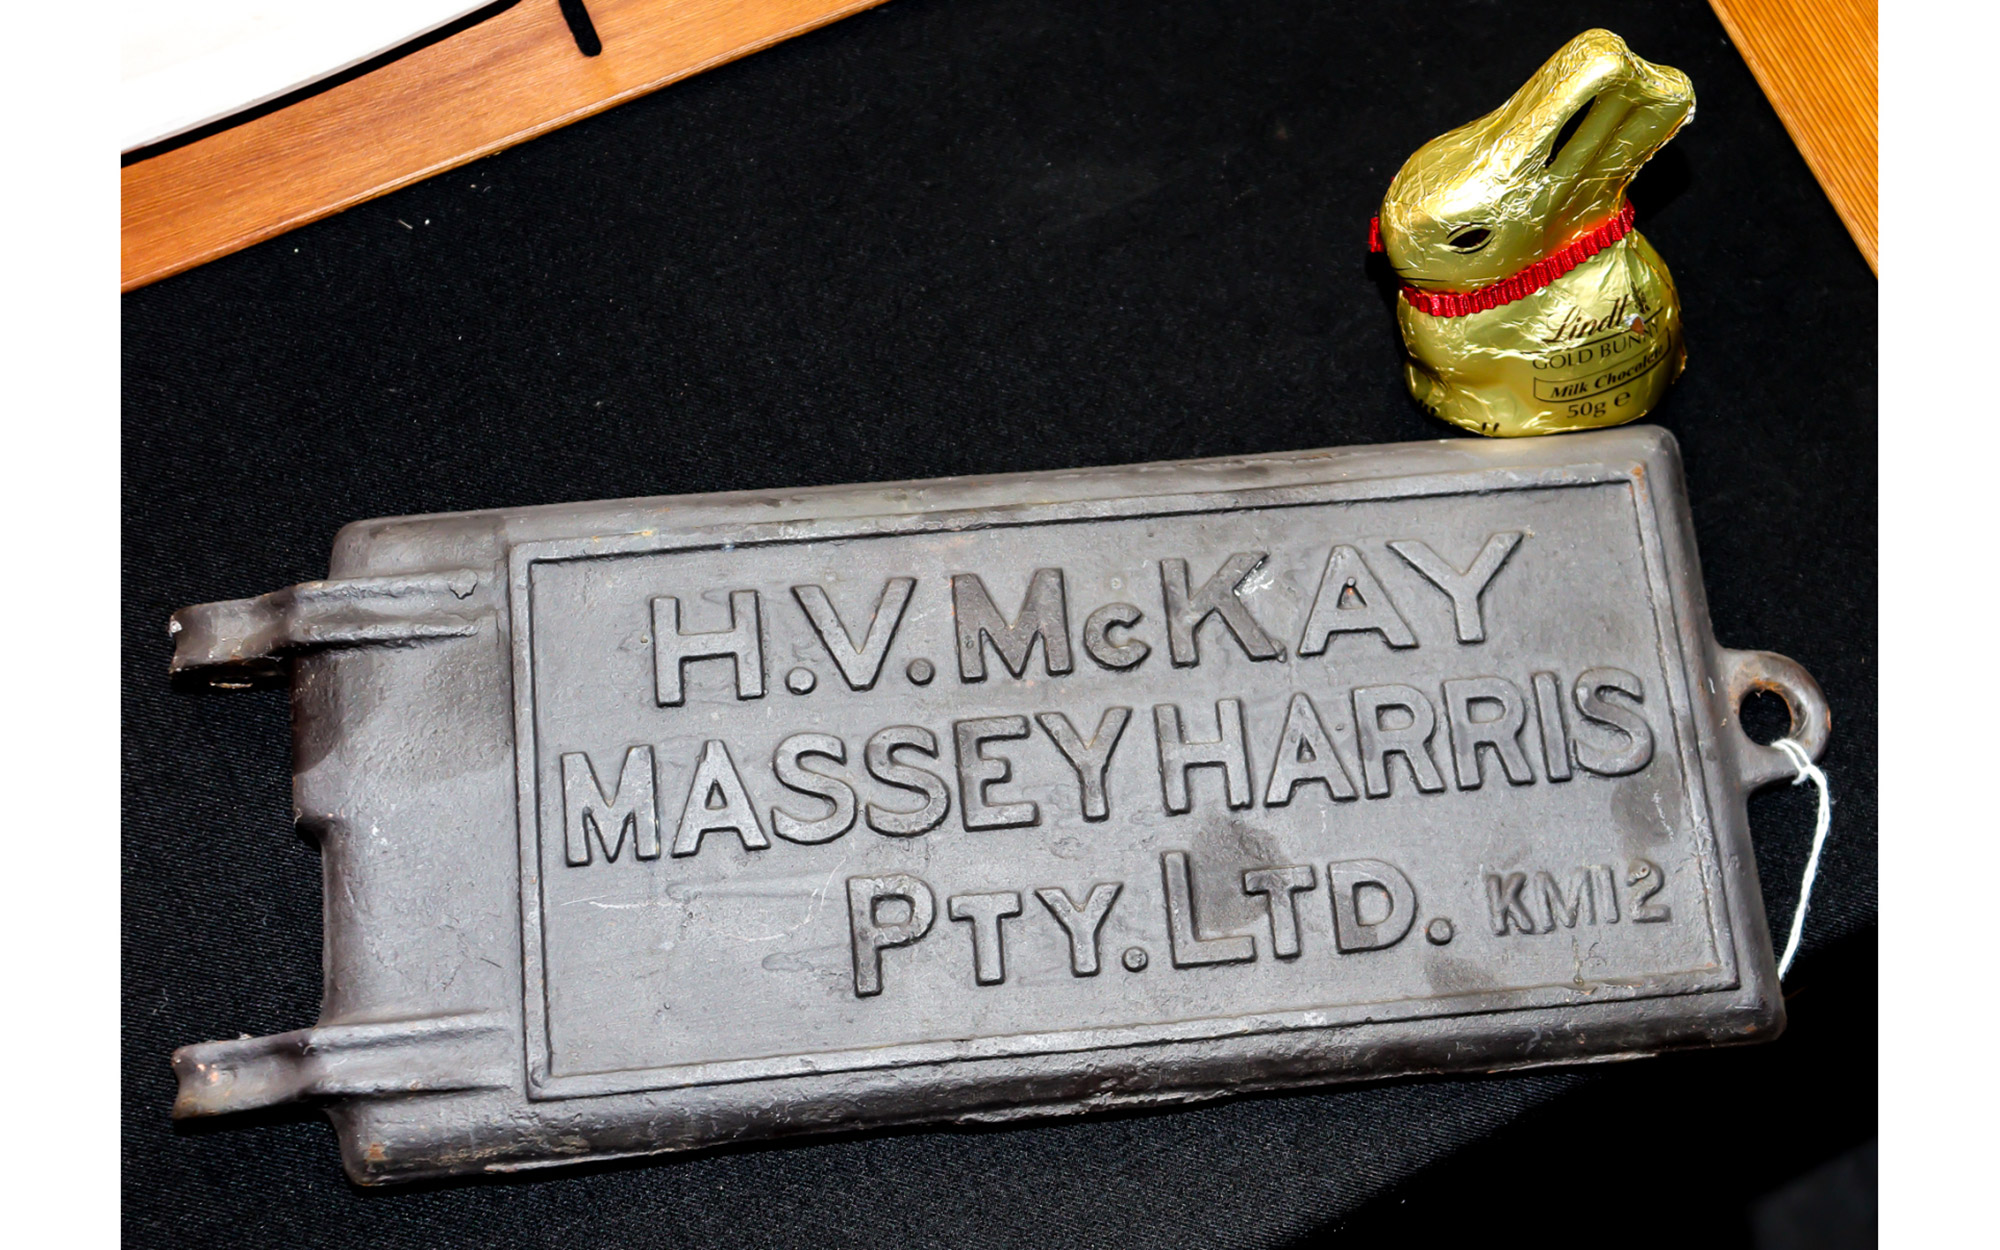 Lindt
GOLD BUNNY
Milk Chocolate
50g ℮
H.V.McKAY
MASSEY HARRIS
PTY. LTD. KM12